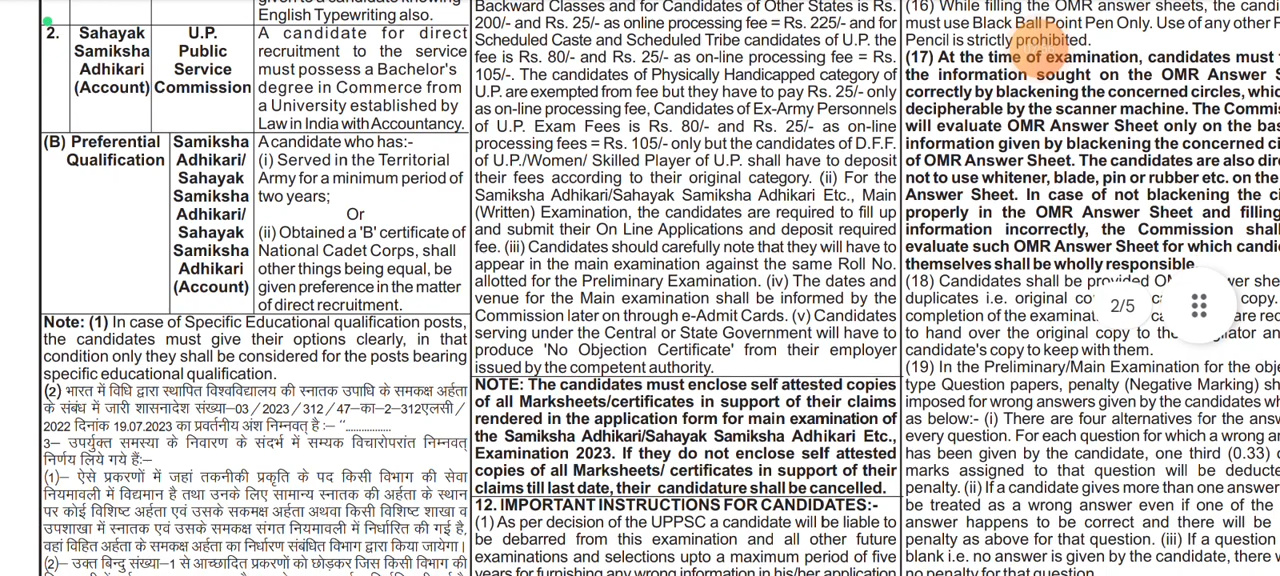 given to a candidate knowing
English Typewriting also.
2. Sahayak Samiksha Adhikari (Account)
U.P. Public Service Commission
A candidate for direct
recruitment to the service
must possess a Bachelor's
degree in Commerce from
a University established by
Law in India with Accountancy.
(B) Preferential
Qualification
Samiksha
Adhikari/
Sahayak
Samiksha
Adhikari/
Sahayak
Samiksha
Adhikari
(Account)
A candidate who has:-
(i) Served in the Territorial
Army for a minimum period of
two years;
Or
(ii) Obtained a 'B' certificate of
National Cadet Corps, shall
other things being equal, be
given preference in the matter
of direct recruitment.
Note: (1) In case of Specific Educational qualification posts,
the candidates must give their options clearly, in that
condition only they shall be considered for the posts bearing
specific educational qualification.
(2) भारत में विधि द्वारा स्थापित विश्वविद्यालय की स्नातक उपाधि के समकक्ष अर्हता
के संबंध में जारी शासनादेश संख्या–03/2023/312/47–का–2–312एलसी/
2022 दिनांक 19.07.2023 का प्रवर्तनीय अंश निम्नवत् है :– "................
3– उपर्युक्त समस्या के निवारण के संदर्भ में सम्यक विचारोपरांत निम्नवत्
निर्णय लिये गये हैं:–
(1)– ऐसे प्रकरणों में जहां तकनीकी प्रकृति के पद किसी विभाग की सेवा
नियमावली में विद्यमान है तथा उनके लिए सामान्य स्नातक की अर्हता के स्थान
पर कोई विशिष्ट अर्हता एवं उसके सकमक्ष अर्हता अथवा किसी विशिष्ट शाखा व
उपशाखा में स्नातक एवं उसके समकक्ष संगत नियमावली में निर्धारित की गई है,
वहां विहित अर्हता के समकक्ष अर्हता का निर्धारण संबंधित विभाग द्वारा किया जायेगा।
(2)– उक्त बिन्दु संख्या–1 से आच्छादित प्रकरणों को छोड़कर जिस किसी विभाग की
Backward Classes and for Candidates of Other States is Rs.
200/- and Rs. 25/- as online processing fee = Rs. 225/- and for
Scheduled Caste and Scheduled Tribe candidates of U.P. the
fee is Rs. 80/- and Rs. 25/- as on-line processing fee = Rs.
105/-. The candidates of Physically Handicapped category of
U.P. are exempted from fee but they have to pay Rs. 25/- only
as on-line processing fee, Candidates of Ex-Army Personnels
of U.P. Exam Fees is Rs. 80/- and Rs. 25/- as on-line
processing fees = Rs. 105/- only but the candidates of D.F.F.
of U.P./Women/ Skilled Player of U.P. shall have to deposit
their fees according to their original category. (ii) For the
Samiksha Adhikari/Sahayak Samiksha Adhikari Etc., Main
(Written) Examination, the candidates are required to fill up
and submit their On Line Applications and deposit required
fee. (iii) Candidates should carefully note that they will have to
appear in the main examination against the same Roll No.
allotted for the Preliminary Examination. (iv) The dates and
venue for the Main examination shall be informed by the
Commission later on through e-Admit Cards. (v) Candidates
serving under the Central or State Government will have to
produce 'No Objection Certificate' from their employer
issued by the competent authority.
NOTE: The candidates must enclose self attested copies
of all Marksheets/certificates in support of their claims
rendered in the application form for main examination of
the Samiksha Adhikari/Sahayak Samiksha Adhikari Etc.,
Examination 2023. If they do not enclose self attested
copies of all Marksheets/ certificates in support of their
claims till last date, their candidature shall be cancelled.
12. IMPORTANT INSTRUCTIONS FOR CANDIDATES:-
(1) As per decision of the UPPSC a candidate will be liable to
be debarred from this examination and all other future
examinations and selections upto a maximum period of five
years for furnishing any wrong information in his/her application
(16) While filling the OMR answer sheets, the candi
must use Black Ball Point Pen Only. Use of any other P
Pencil is strictly prohibited.
(17) At the time of examination, candidates must
the information sought on the OMR Answer S
correctly by blackening the concerned circles, whic
decipherable by the scanner machine. The Commis
will evaluate OMR Answer Sheet only on the bas
information given by blackening the concerned ci
of OMR Answer Sheet. The candidates are also dire
not to use whitener, blade, pin or rubber etc. on the
Answer Sheet. In case of not blackening the ci
properly in the OMR Answer Sheet and filling
information incorrectly, the Commission shall
evaluate such OMR Answer Sheet for which candi
themselves shall be wholly responsible
(18) Candidates shall be provided she
duplicates i.e. original copy.
completion of the are rec
to hand over the original copy to an
candidate's copy to keep with them.
(19) In the Preliminary/Main Examination for the obje
type Question papers, penalty (Negative Marking) sh
imposed for wrong answers given by the candidates wh
as below:- (i) There are four alternatives for the answ
every question. For each question for which a wrong an
has been given by the candidate, one third (0.33) o
marks assigned to that question will be deducte
penalty. (ii) If a candidate gives more than one answer
be treated as a wrong answer even if one of the
answer happens to be correct and there will be
penalty as above for that question. (iii) If a question
blank i.e. no answer is given by the candidate, there w
no penalty for that question.
2/5